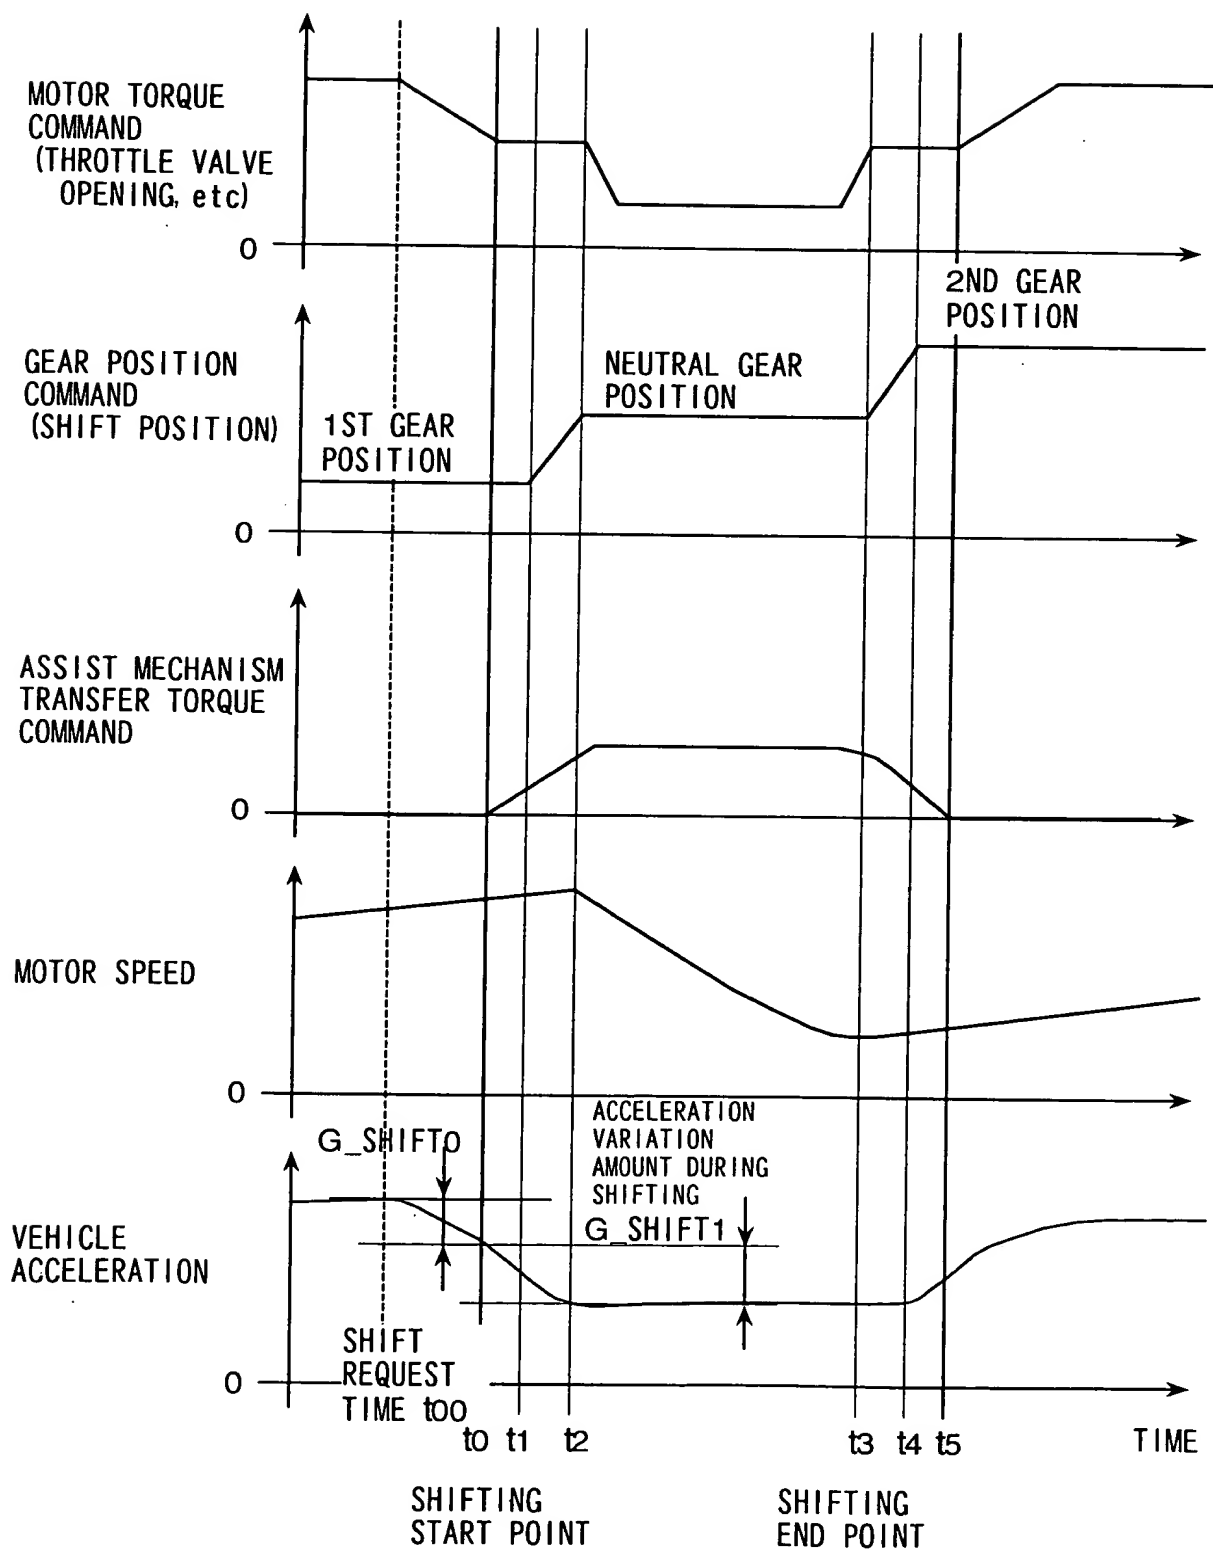 MOTOR TORQUE
COMMAND
(THROTTLE VALVE
OPENING, etc)
0
2ND GEAR
POSITION
GEAR POSITION
COMMAND
(SHIFT POSITION)
NEUTRAL GEAR
POSITION
1ST GEAR
POSITION
0
ASSIST MECHANISM
TRANSFER TORQUE
COMMAND
0
MOTOR SPEED
0
ACCELERATION
VARIATION
AMOUNT DURING
SHIFTING
G_SHIFT0
G_SHIFT1
VEHICLE
ACCELERATION
SHIFT
REQUEST
TIME t00
0
t0 t1 t2 t3 t4 t5 TIME
SHIFTING
START POINT
SHIFTING
END POINT